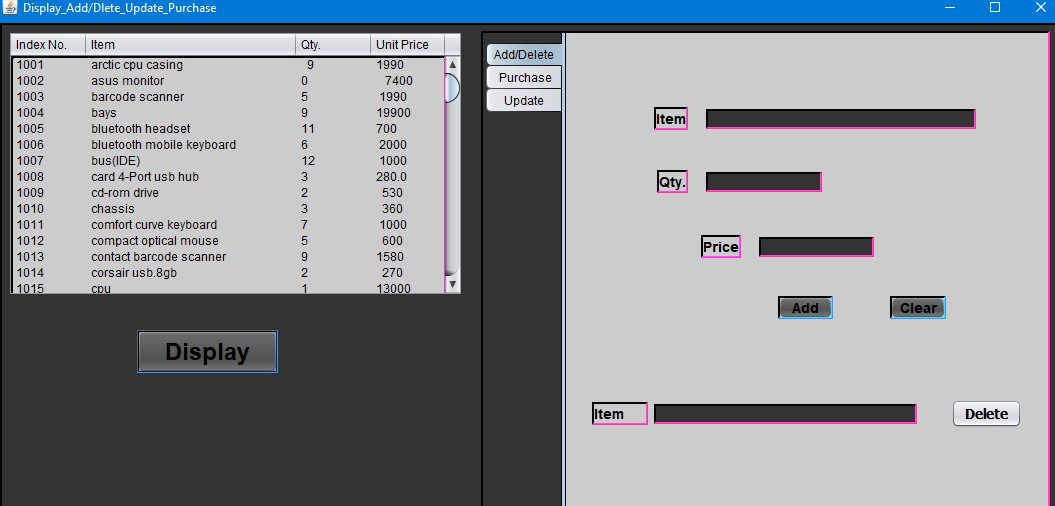 Display_Add/Dlete_Update_Purchase
Index No. Item Qty. Unit Price
1001 arctic cpu casing 9 1990
1002 asus monitor 0 7400
1003 barcode scanner 5 1990
1004 bays 9 19900
1005 bluetooth headset 11 700
1006 bluetooth mobile keyboard 6 2000
1007 bus(IDE) 12 1000
1008 card 4-Port usb hub 3 280.0
1009 cd-rom drive 2 530
1010 chassis 3 360
1011 comfort curve keyboard 7 1000
1012 compact optical mouse 5 600
1013 contact barcode scanner 9 1580
1014 corsair usb.8gb 2 270
1015 cpu 1 13000
Display
Add/Delete
Purchase
Update
Item
Qty.
Price
Add Clear
Item Delete